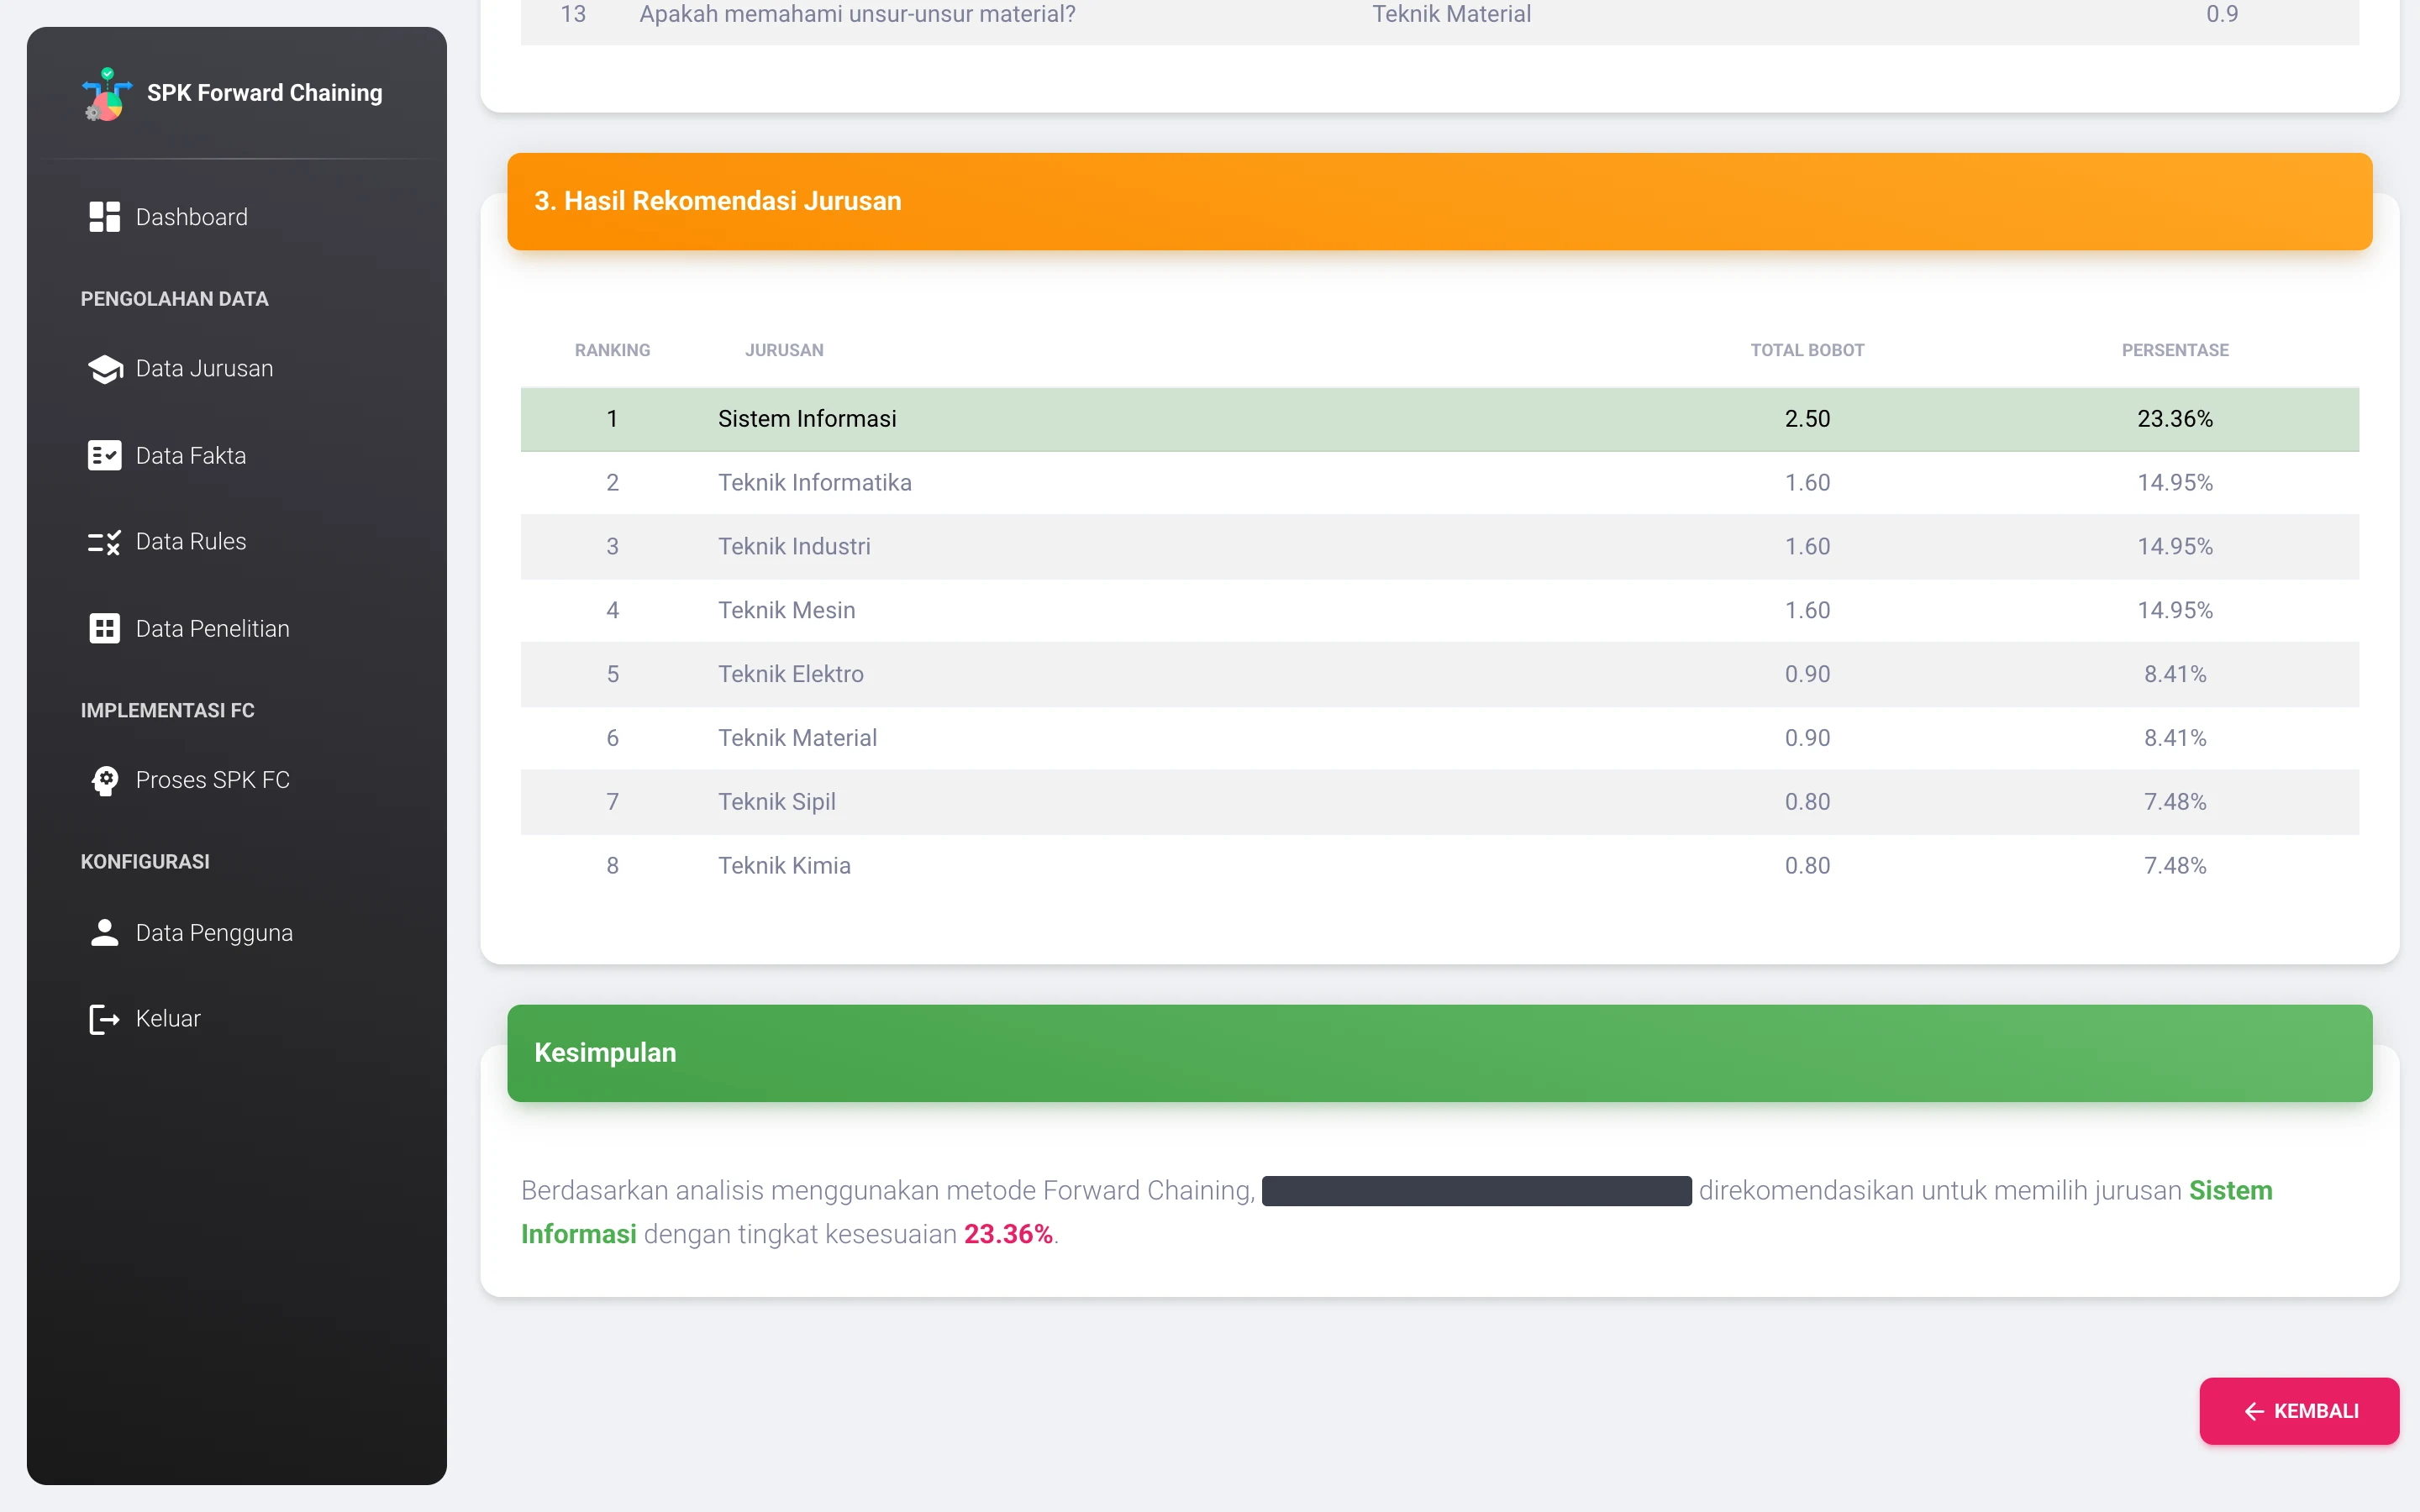 SPK Forward Chaining
Dashboard
PENGOLAHAN DATA
Data Jurusan
Data Fakta
Data Rules
Data Penelitian
IMPLEMENTASI FC
Proses SPK FC
KONFIGURASI
Data Pengguna
Keluar
13 Apakah memahami unsur-unsur material? Teknik Material 0.9
3. Hasil Rekomendasi Jurusan
RANKING JURUSAN TOTAL BOBOT PERSENTASE
1 Sistem Informasi 2.50 23.36%
2 Teknik Informatika 1.60 14.95%
3 Teknik Industri 1.60 14.95%
4 Teknik Mesin 1.60 14.95%
5 Teknik Elektro 0.90 8.41%
6 Teknik Material 0.90 8.41%
7 Teknik Sipil 0.80 7.48%
8 Teknik Kimia 0.80 7.48%
Kesimpulan
Berdasarkan analisis menggunakan metode Forward Chaining, direkomendasikan untuk memilih jurusan Sistem
Informasi dengan tingkat kesesuaian 23.36%.
KEMBALI